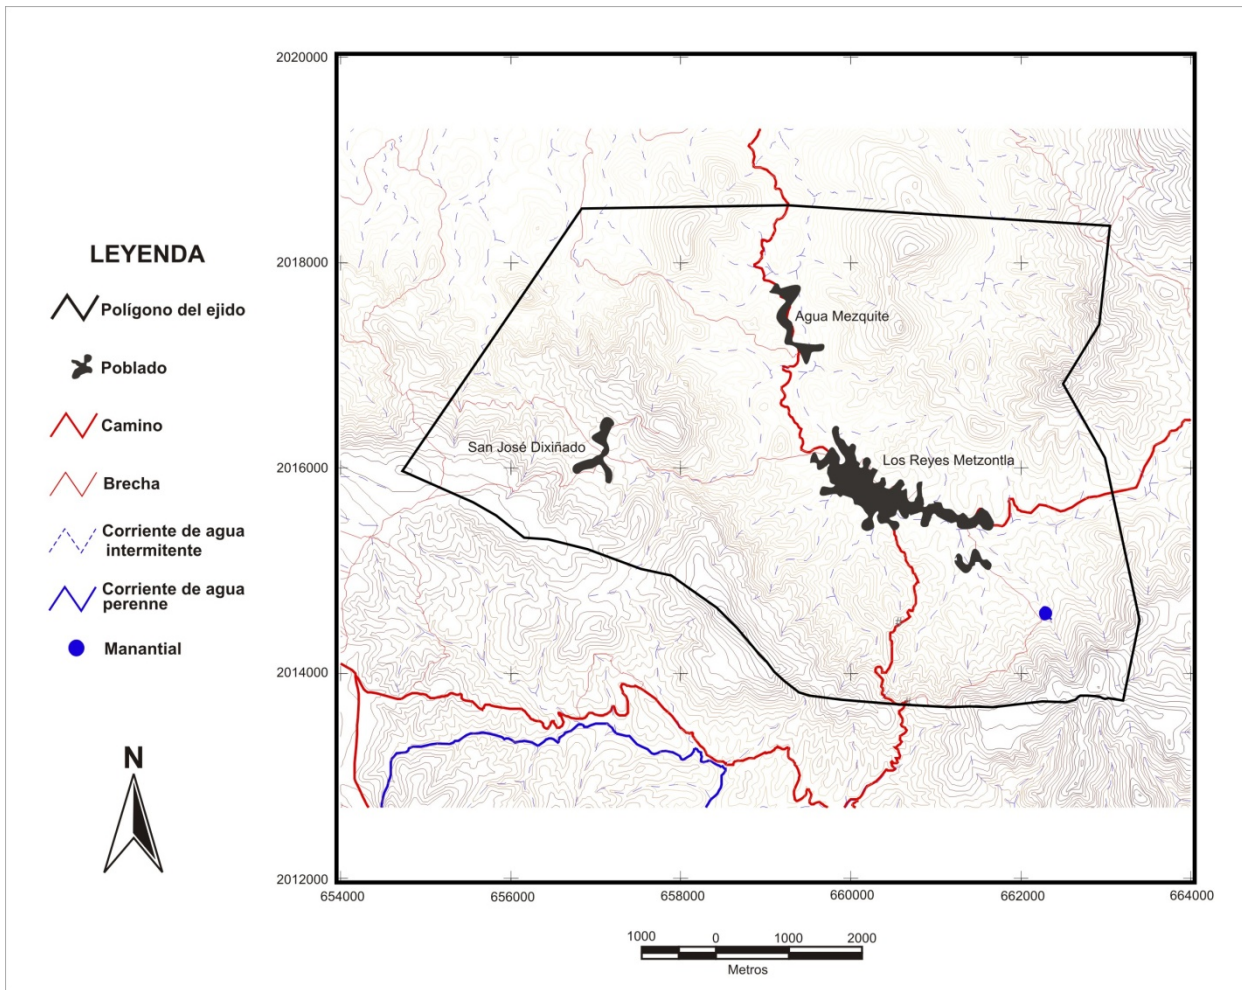 2020000
2018000
2016000
2014000
2012000
654000
656000
658000
660000
662000
664000
LEYENDA
Polígono del ejido
Poblado
Camino
Brecha
Corriente de agua
intermitente
Corriente de agua
perenne
Manantial
N
Agua Mezquite
San José Dixiñado
Los Reyes Metzontla
1000 0 1000 2000
Metros